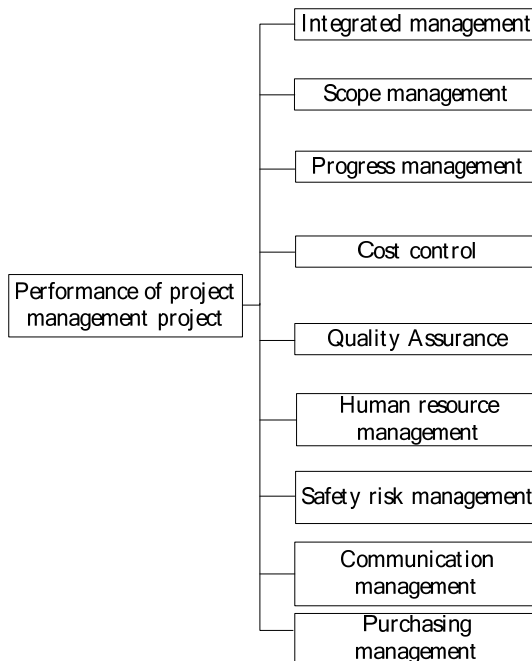 Integrated management
Scope management
Progress management
Cost control
Performance of project
management project
Quality Assurance
Human resource
management
Safety risk management
Communication
management
Purchasing
management